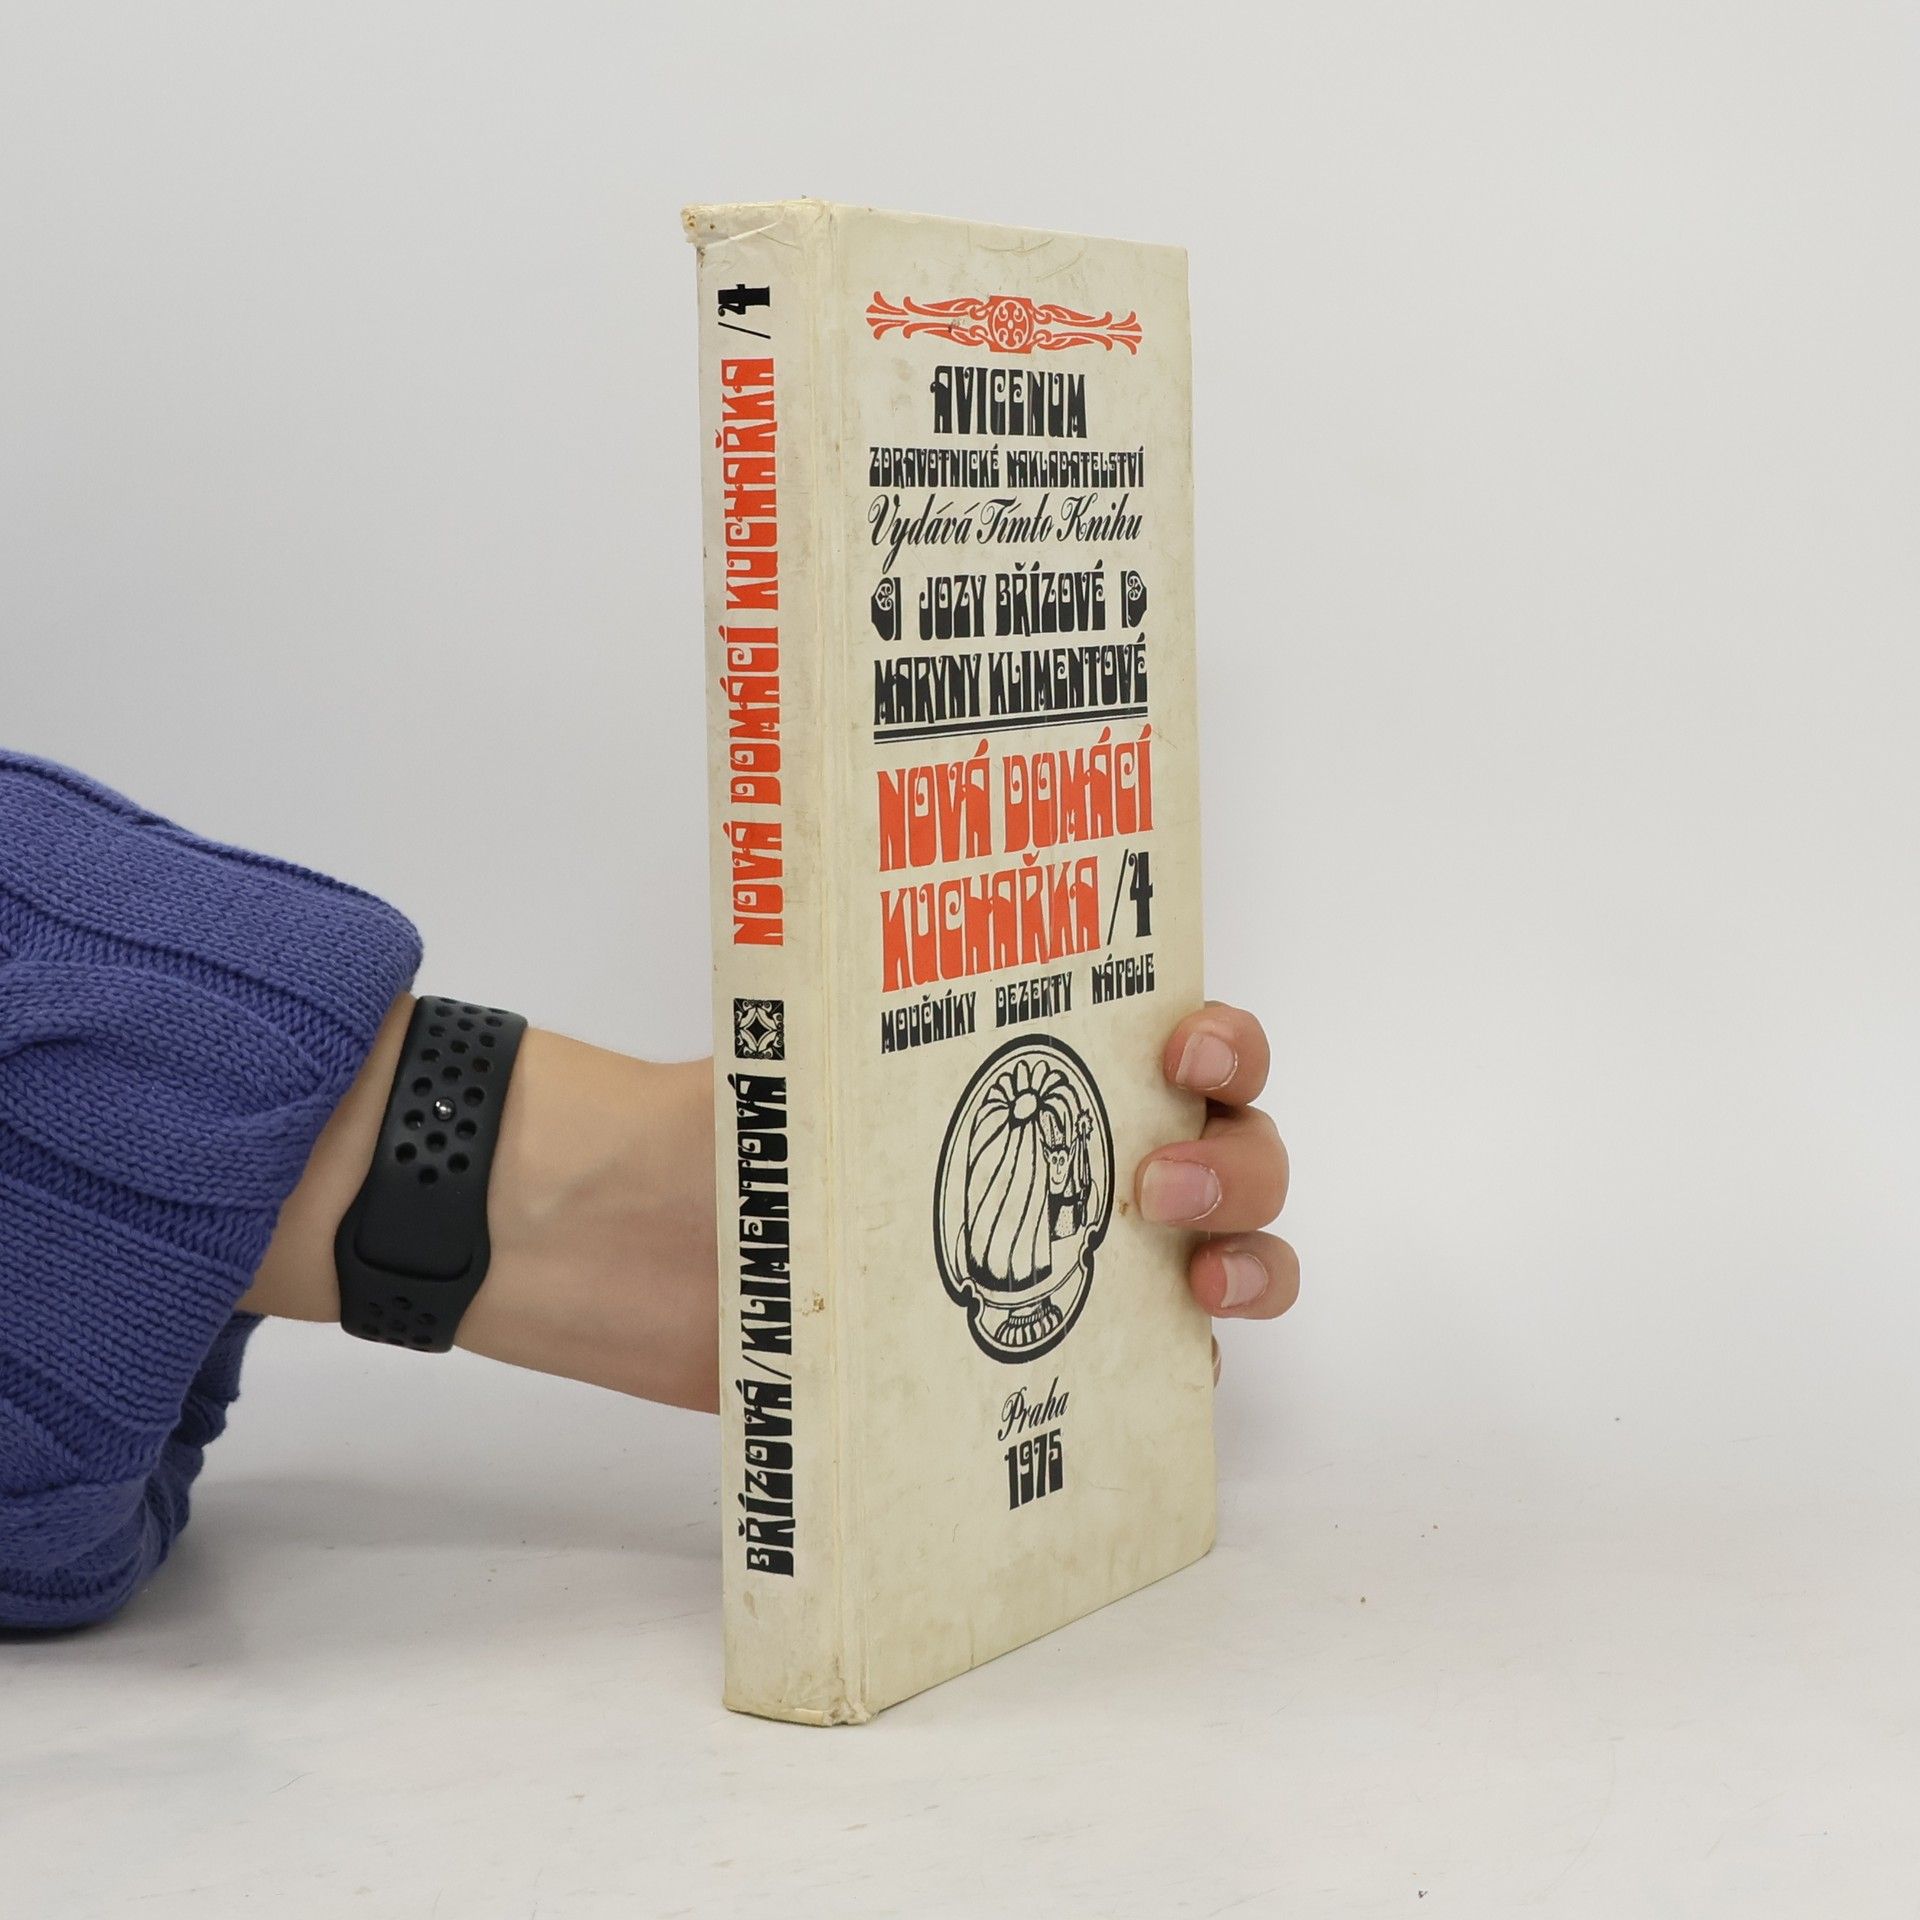 BŘÍZOVÁ/KLIMENTOVÁ NOVÁ DOMÁCÍ KUCHAŘKA /4
AVICENUM
ZDRAVOTNICKÉ NAKLADATELSTVÍ
Vydává Tímto Knihu
JOZY BŘÍZOVÉ
MARYNY KLIMENTOVÉ
NOVÁ DOMÁCÍ
KUCHAŘKA /4
MOUČNÍKY DEZERTY NÁPOJE
Praha
1975